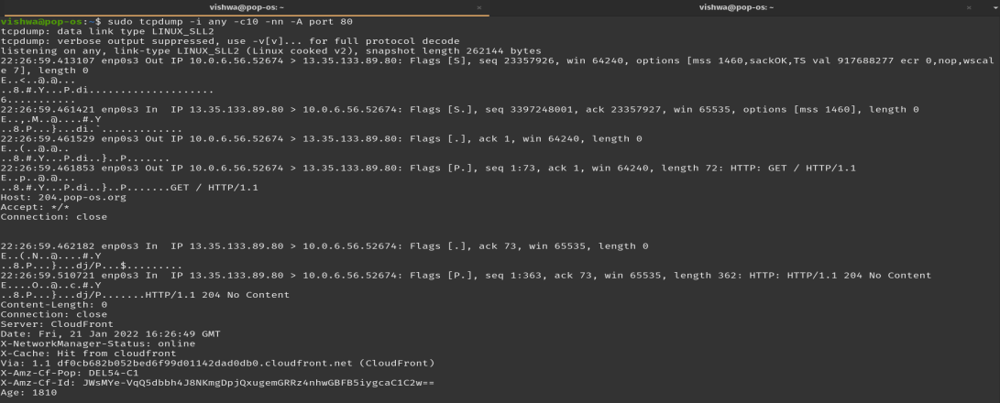 vishwa@pop-os: ~ × vishwa@pop-os: ~ ×
vishwa@pop-os:~$ sudo tcpdump -i any -c10 -nn -A port 80
tcpdump: data link type LINUX_SLL2
tcpdump: verbose output suppressed, use -v[v]... for full protocol decode
listening on any, link-type LINUX_SLL2 (Linux cooked v2), snapshot length 262144 bytes
22:26:59.413107 enp0s3 Out IP 10.0.6.56.52674 > 13.35.133.89.80: Flags [S], seq 23357926, win 64240, options [mss 1460,sackOK,TS val 917688277 ecr 0,nop,wscal
e 7], length 0
E..<..@.@...
..8.#.Y...P.di.....................
6...........
22:26:59.461421 enp0s3 In  IP 13.35.133.89.80 > 10.0.6.56.52674: Flags [S.], seq 3397248001, ack 23357927, win 65535, options [mss 1460], length 0
E..,.M..@....#.Y
..8.P...}...di.`.............
22:26:59.461529 enp0s3 Out IP 10.0.6.56.52674 > 13.35.133.89.80: Flags [.], ack 1, win 64240, length 0
E..(..@.@..
..8.#.Y...P.di..}..P.......
22:26:59.461853 enp0s3 Out IP 10.0.6.56.52674 > 13.35.133.89.80: Flags [P.], seq 1:73, ack 1, win 64240, length 72: HTTP: GET / HTTP/1.1
E..p..@.@...
..8.#.Y...P.di..}..P.......GET / HTTP/1.1
Host: 204.pop-os.org
Accept: */*
Connection: close
22:26:59.462182 enp0s3 In  IP 13.35.133.89.80 > 10.0.6.56.52674: Flags [.], ack 73, win 65535, length 0
E..(.N..@....#.Y
..8.P...}...dj/P...$.........
22:26:59.510721 enp0s3 In  IP 13.35.133.89.80 > 10.0.6.56.52674: Flags [P.], seq 1:363, ack 73, win 65535, length 362: HTTP: HTTP/1.1 204 No Content
E....O..@..c.#.Y
..8.P...}...dj/P.......HTTP/1.1 204 No Content
Content-Length: 0
Connection: close
Server: CloudFront
Date: Fri, 21 Jan 2022 16:26:49 GMT
X-NetworkManager-Status: online
X-Cache: Hit from cloudfront
Via: 1.1 df0cb682b052bed6f99d01142dad0db0.cloudfront.net (CloudFront)
X-Amz-Cf-Pop: DEL54-C1
X-Amz-Cf-Id: JWsMYe-VqQ5dbbh4J8NKmgDpjQxugemGRRz4nhwGBFB5iygcaC1C2w==
Age: 1810